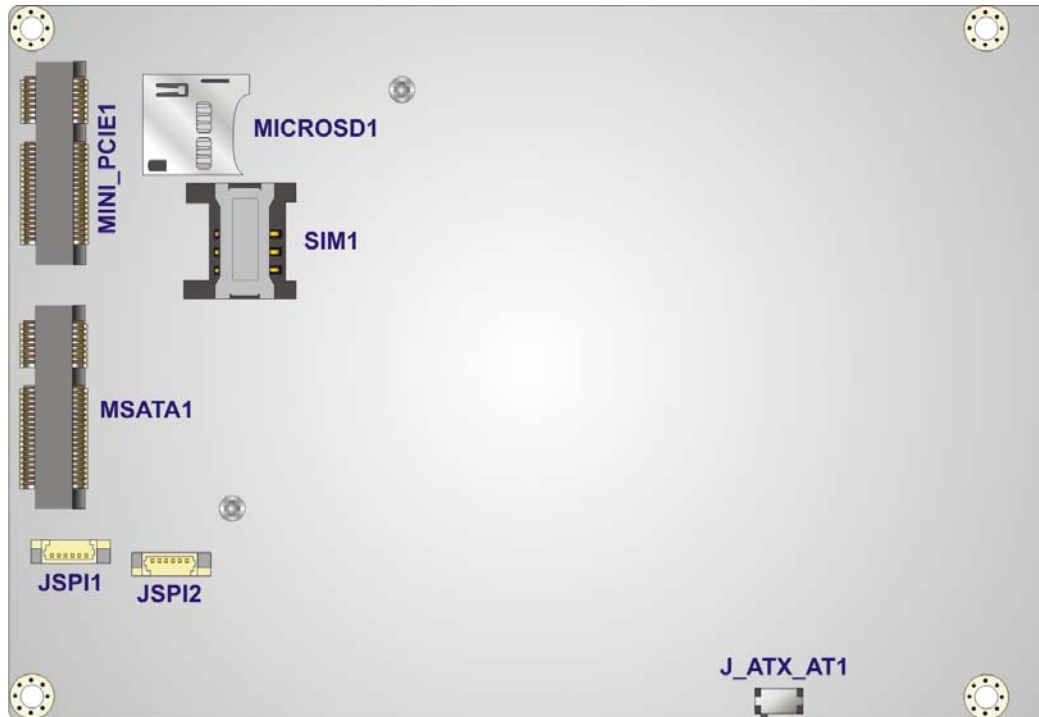 MINI_PCIE1
MICROSD1
SIM1
MSATA1
JSPI1
JSPI2
J_ATX_AT1